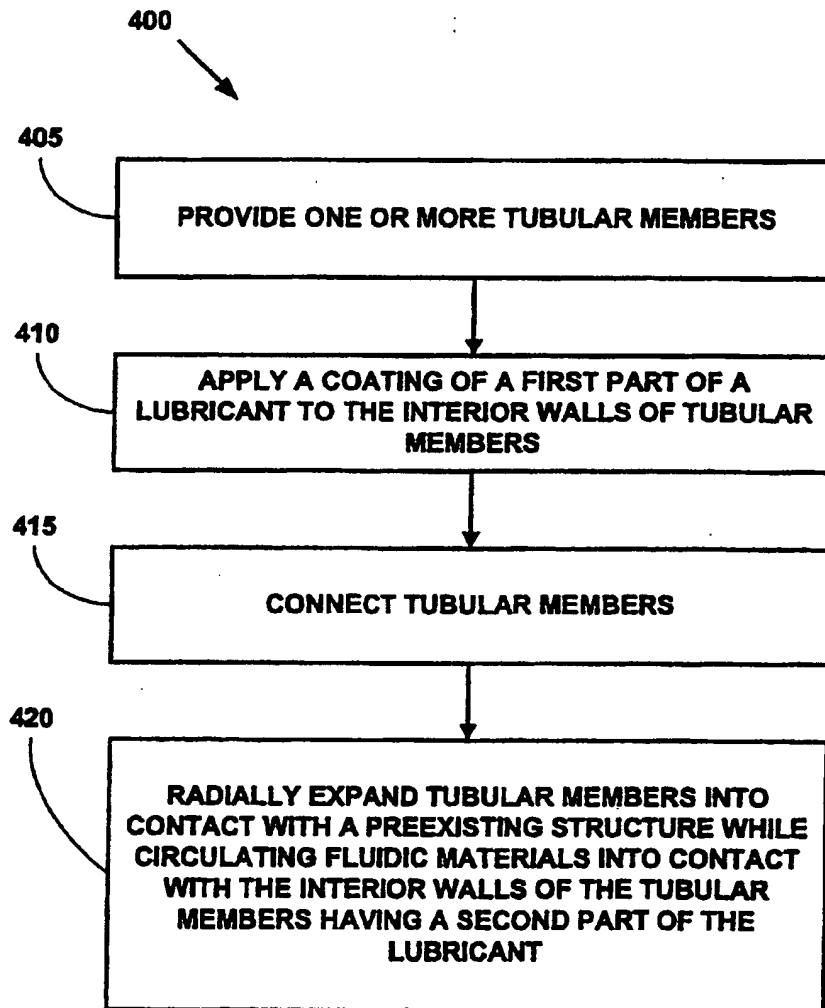 400
405
PROVIDE ONE OR MORE TUBULAR MEMBERS
410
APPLY A COATING OF A FIRST PART OF A
LUBRICANT TO THE INTERIOR WALLS OF TUBULAR
MEMBERS
415
CONNECT TUBULAR MEMBERS
420
RADIALLY EXPAND TUBULAR MEMBERS INTO
CONTACT WITH A PREEXISTING STRUCTURE WHILE
CIRCULATING FLUIDIC MATERIALS INTO CONTACT
WITH THE INTERIOR WALLS OF THE TUBULAR
MEMBERS HAVING A SECOND PART OF THE
LUBRICANT